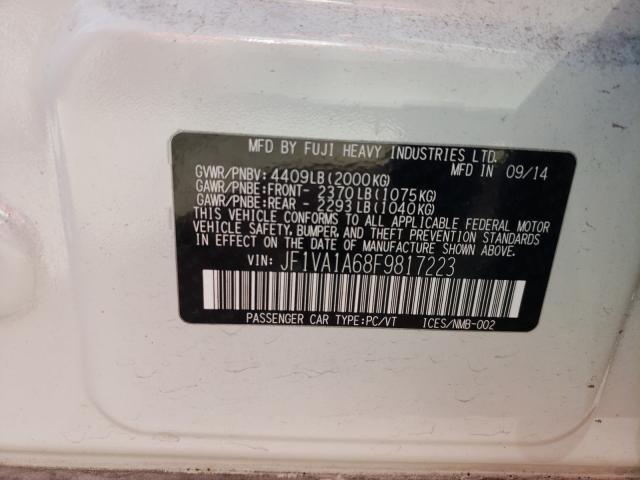 MFD BY FUJI HEAVY INDUSTRIES LTD.
MFD IN 09/14
GVWR/PNBV: 4409LB(2000KG)
GAWR/PNBE:FRONT- 2370LB(1075KG)
GAWR/PNBE:REAR - 2293LB(1040KG)
THIS VEHICLE CONFORMS TO ALL APPLICABLE FEDERAL MOTOR
VEHICLE SAFETY, BUMPER, AND THEFT PREVENTION STANDARDS
IN EFFECT ON THE DATE OF MANUFACTURE SHOWN ABOVE.
VIN: JF1VA1A68F9817223
PASSENGER CAR TYPE:PC/VT ICES/NMB-002